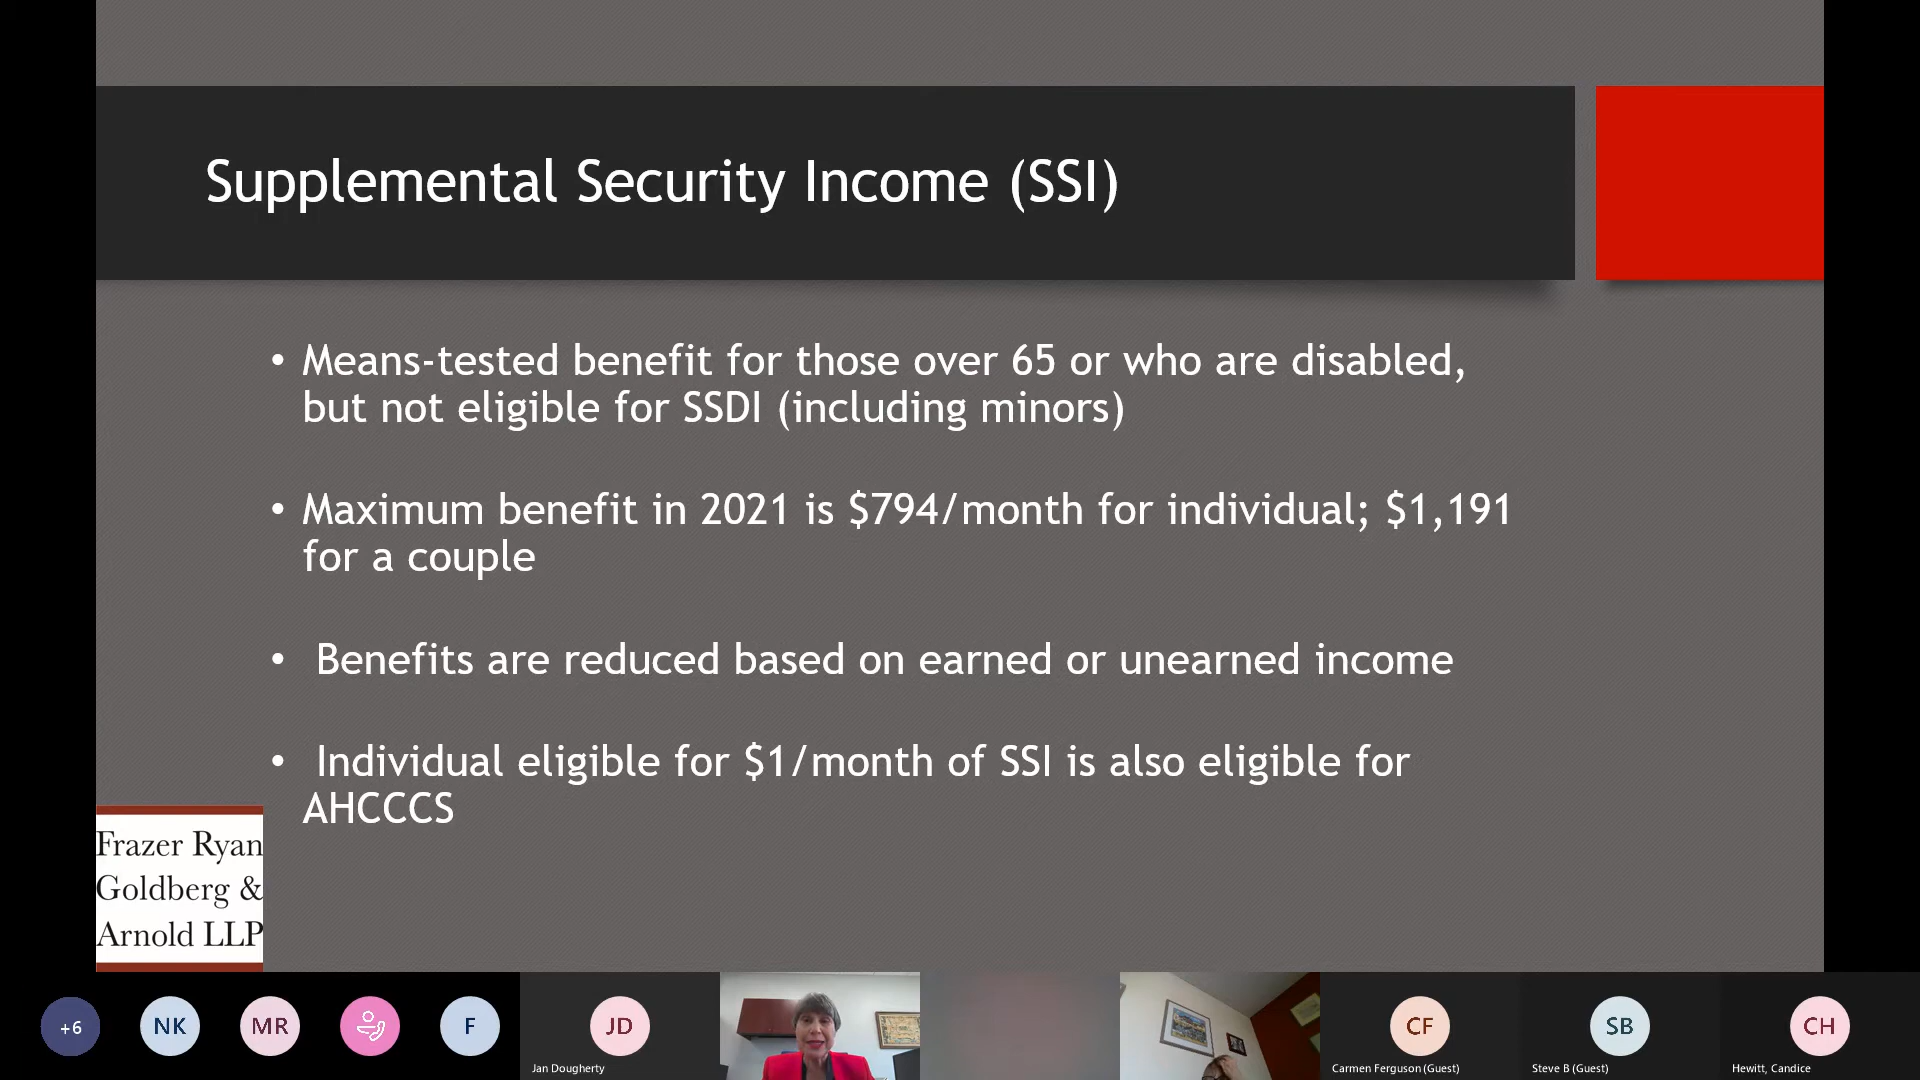 Supplemental Security Income (SSI)
• Means-tested benefit for those over 65 or who are disabled,
but not eligible for SSDI (including minors)
• Maximum benefit in 2021 is $794/month for individual; $1,191
for a couple
• Benefits are reduced based on earned or unearned income
• Individual eligible for $1/month of SSI is also eligible for
AHCCCS
Frazer Ryan
Goldberg &
Arnold LLP
+6
NK
MR
F
JD
Jan Dougherty
CF
Carmen Ferguson (Guest)
SB
Steve B (Guest)
CH
Hewitt, Candice